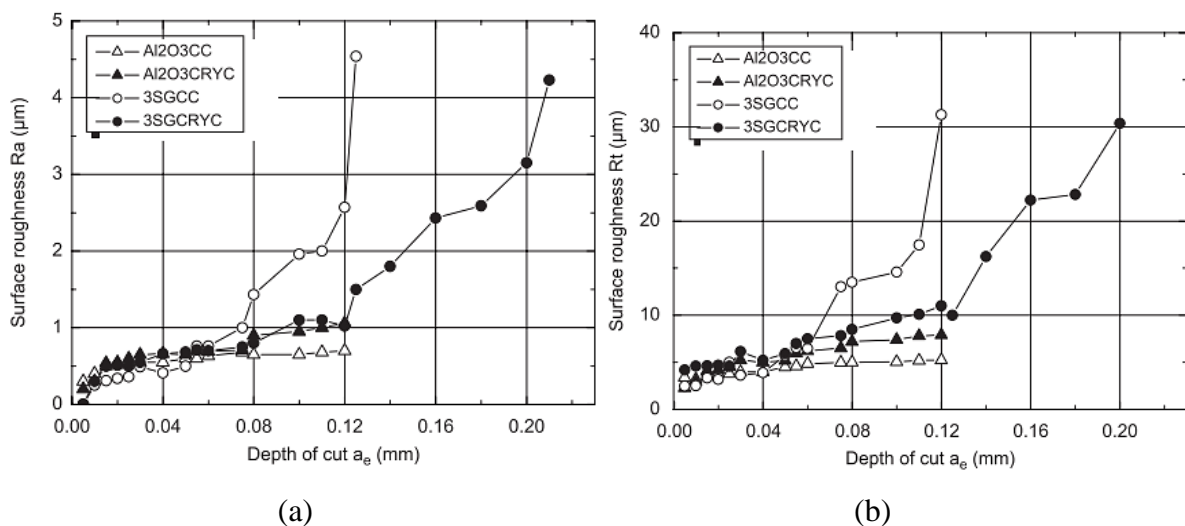 5
4
3
2
1
0
Surface roughness Ra (µm)
Al2O3CC
Al2O3CRYC
3SGCC
3SGCRYC
0.00 0.04 0.08 0.12 0.16 0.20
Depth of cut a_e (mm)
(a)
40
30
20
10
0
Surface roughness Rt (µm)
Al2O3CC
Al2O3CRYC
3SGCC
3SGCRYC
0.00 0.04 0.08 0.12 0.16 0.20
Depth of cut a_e (mm)
(b)